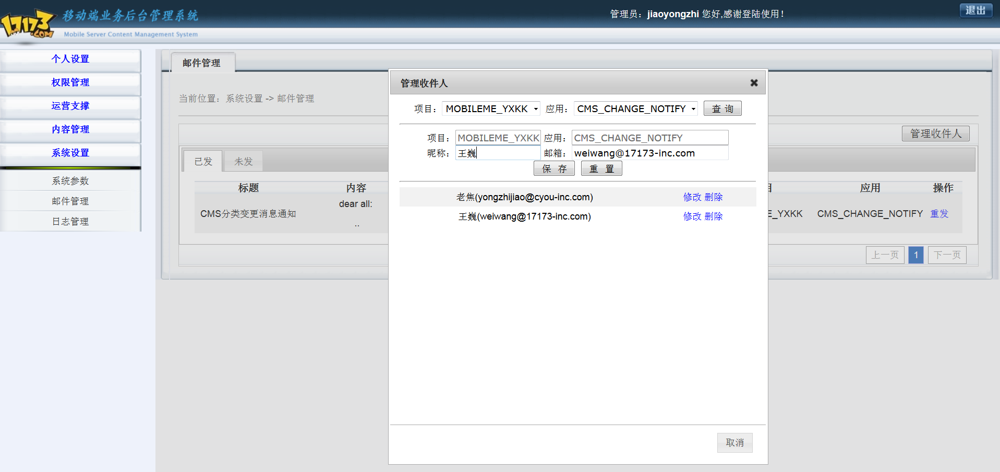 17173.COM
移动端业务后台管理系统
Mobile Server Content Management System
管理员：jiaoyongzhi 您好,感谢登陆使用！
退出
个人设置
权限管理
运营支撑
内容管理
系统设置
系统参数
邮件管理
日志管理
邮件管理
当前位置：系统设置 -> 邮件管理
管理收件人
已发
未发
标题 内容 应用 操作
CMS分类变更消息通知
dear all:
..
E_YXKK CMS_CHANGE_NOTIFY 重发
上一页 1 下一页
管理收件人
项目：MOBILEME_YXKK 应用：CMS_CHANGE_NOTIFY 查 询
项目：MOBILEME_YXKK 应用：CMS_CHANGE_NOTIFY
昵称：王巍 邮箱：weiwang@17173-inc.com
保 存 重 置
老焦(yongzhijiao@cyou-inc.com) 修改 删除
王巍(weiwang@17173-inc.com) 修改 删除
取消